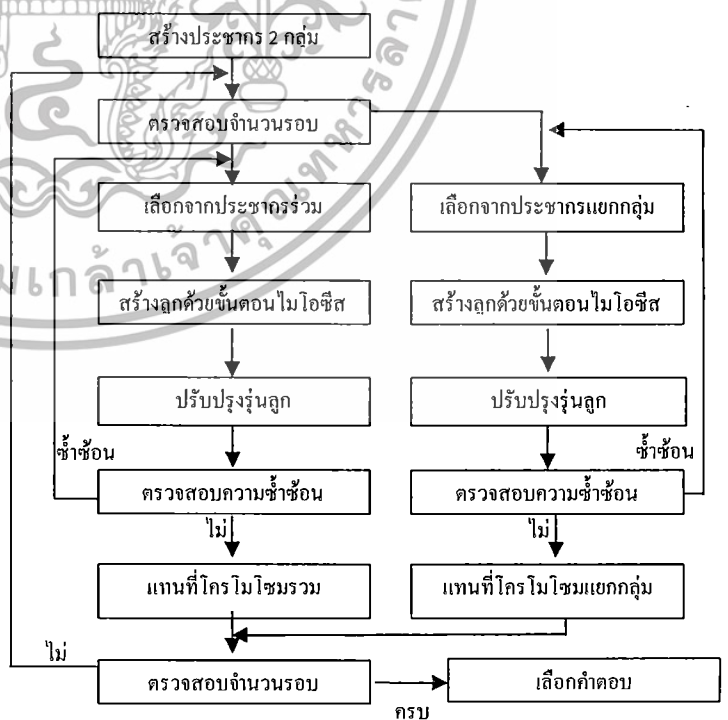 สร้างประชากร 2 กลุ่ม
ตรวจสอบจำนวนรอบ
เลือกจากประชากรร่วม
เลือกจากประชากรแยกกลุ่ม
สร้างลูกด้วยขั้นตอนไมโอซีส
สร้างลูกด้วยขั้นตอนไมโอซีส
ปรับปรุงรุ่นลูก
ปรับปรุงรุ่นลูก
ซ้ำซ้อน
ซ้ำซ้อน
ตรวจสอบความซ้ำซ้อน
ตรวจสอบความซ้ำซ้อน
ไม่
ไม่
แทนที่โครโมโซมรวม
แทนที่โครโมโซมแยกกลุ่ม
ไม่
ตรวจสอบจำนวนรอบ
เลือกคำตอบ
ครบ